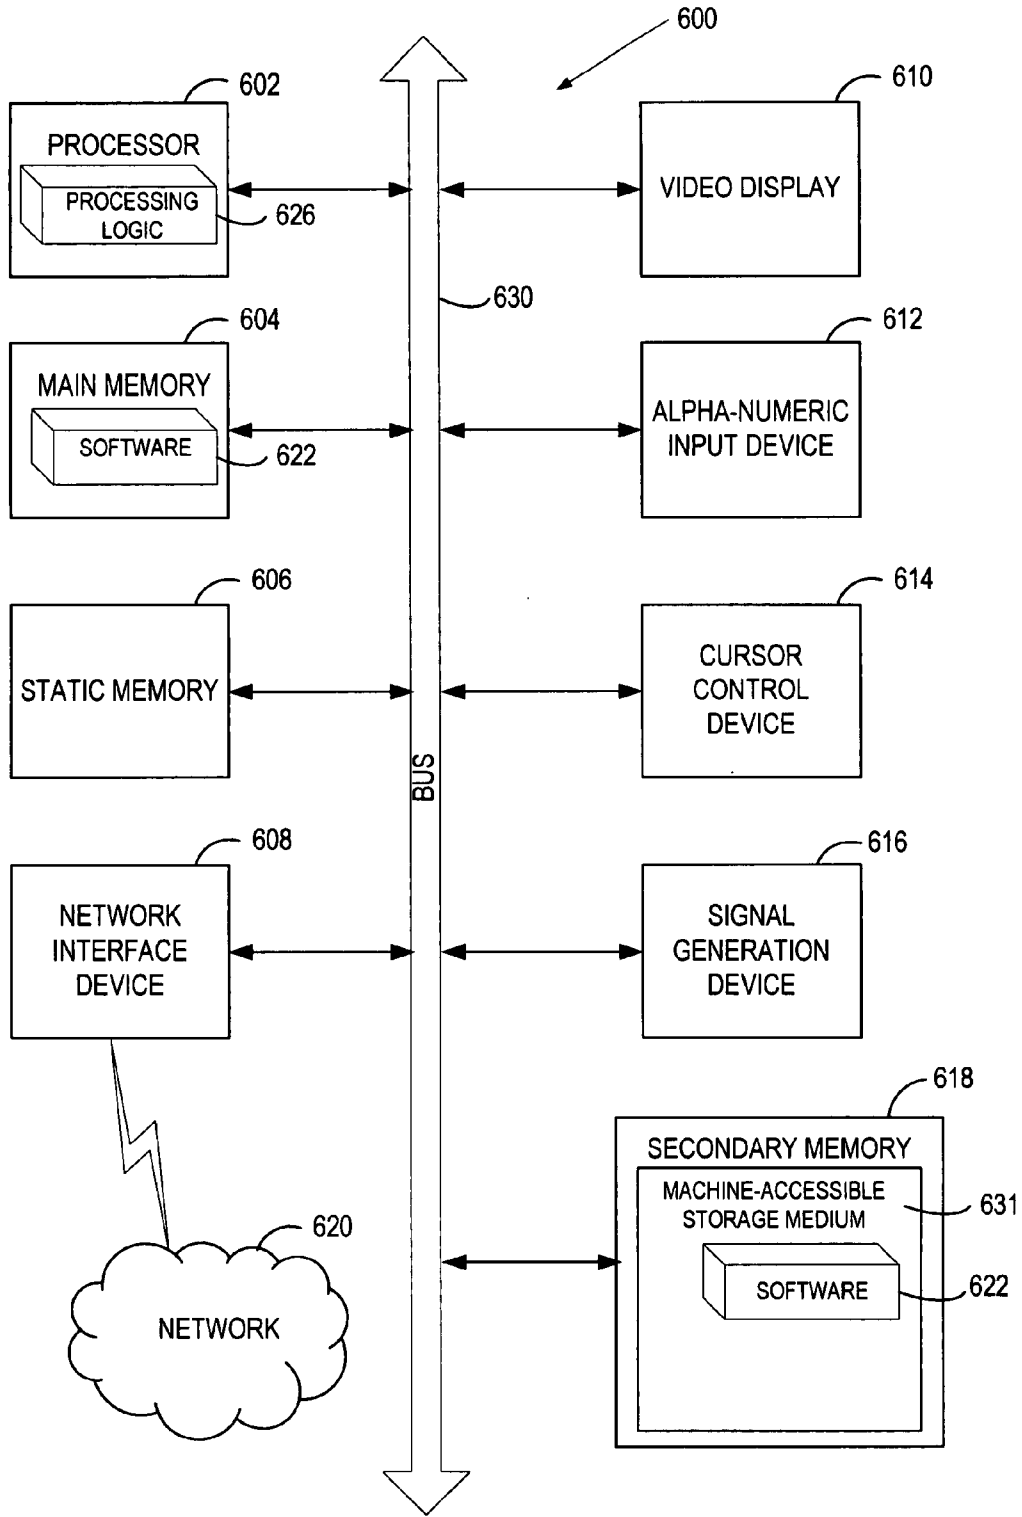 600
602
PROCESSOR
PROCESSING
LOGIC
626
610
VIDEO DISPLAY
630
604
MAIN MEMORY
SOFTWARE
622
612
ALPHA-NUMERIC
INPUT DEVICE
606
STATIC MEMORY
614
CURSOR
CONTROL
DEVICE
BUS
608
NETWORK
INTERFACE
DEVICE
616
SIGNAL
GENERATION
DEVICE
618
SECONDARY MEMORY
MACHINE-ACCESSIBLE
STORAGE MEDIUM
631
SOFTWARE
622
620
NETWORK